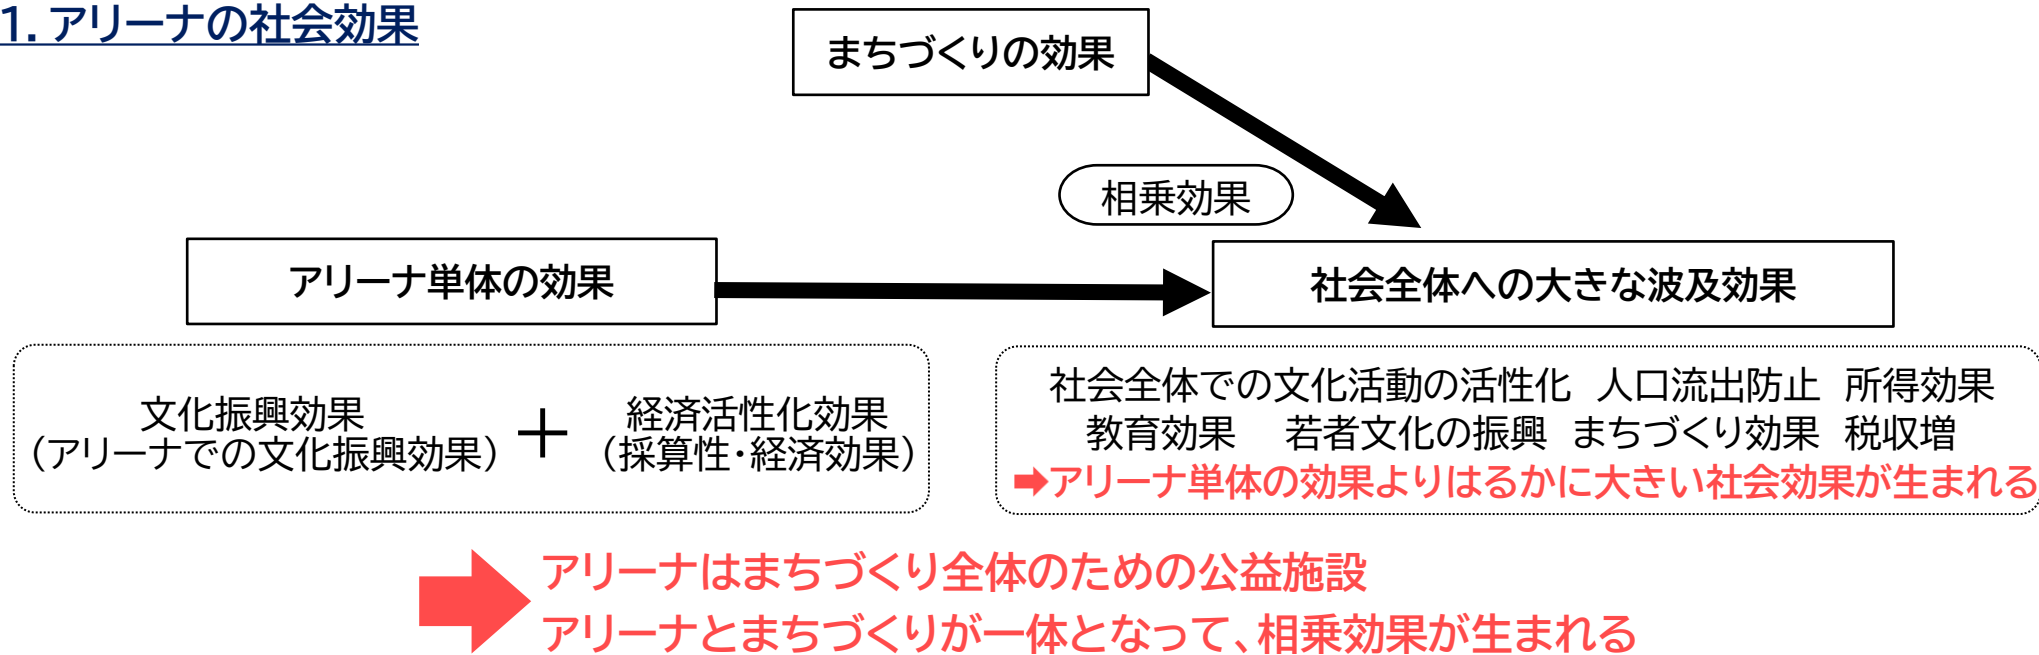 1. アリーナの社会効果
まちづくりの効果
相乗効果
アリーナ単体の効果
社会全体への大きな波及効果
文化振興効果
（アリーナでの文化振興効果）
＋
経済活性化効果
（採算性・経済効果）
社会全体での文化活動の活性化 人口流出防止 所得効果
教育効果 若者文化の振興 まちづくり効果 税収増
➡アリーナ単体の効果よりはるかに大きい社会効果が生まれる
アリーナはまちづくり全体のための公益施設
アリーナとまちづくりが一体となって、相乗効果が生まれる